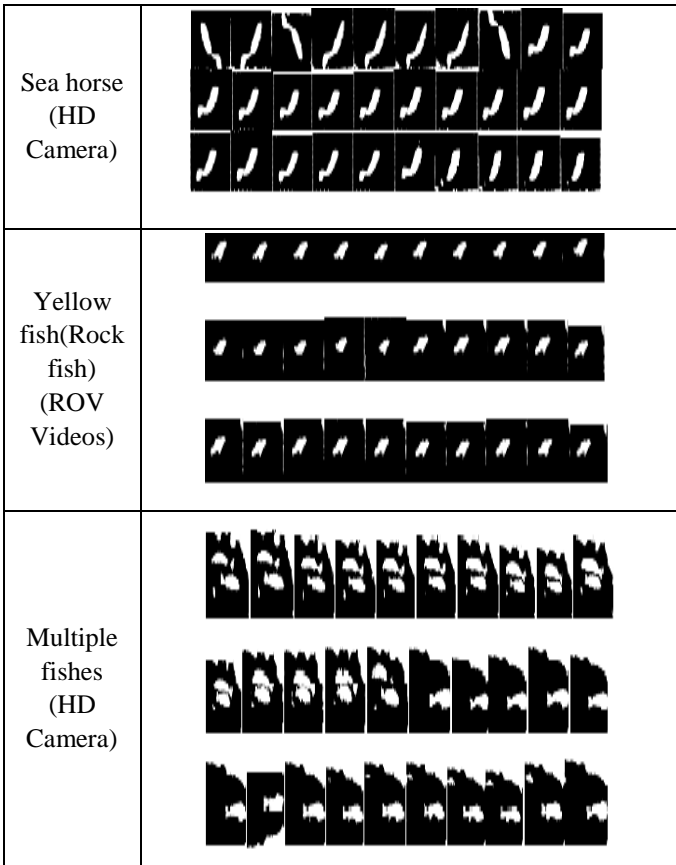 Sea horse
(HD
Camera)
Yellow
fish(Rock
fish)
(ROV
Videos)
Multiple
fishes
(HD
Camera)